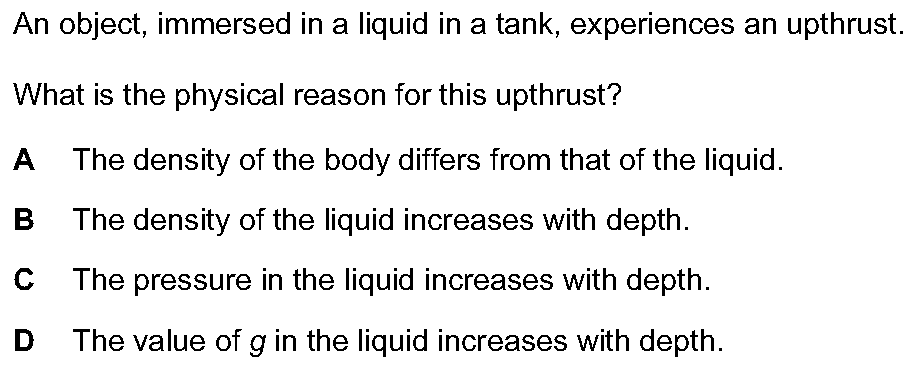 An object, immersed in a liquid in a tank, experiences an upthrust.
What is the physical reason for this upthrust?
A The density of the body differs from that of the liquid.
B The density of the liquid increases with depth.
C The pressure in the liquid increases with depth.
D The value of g in the liquid increases with depth.